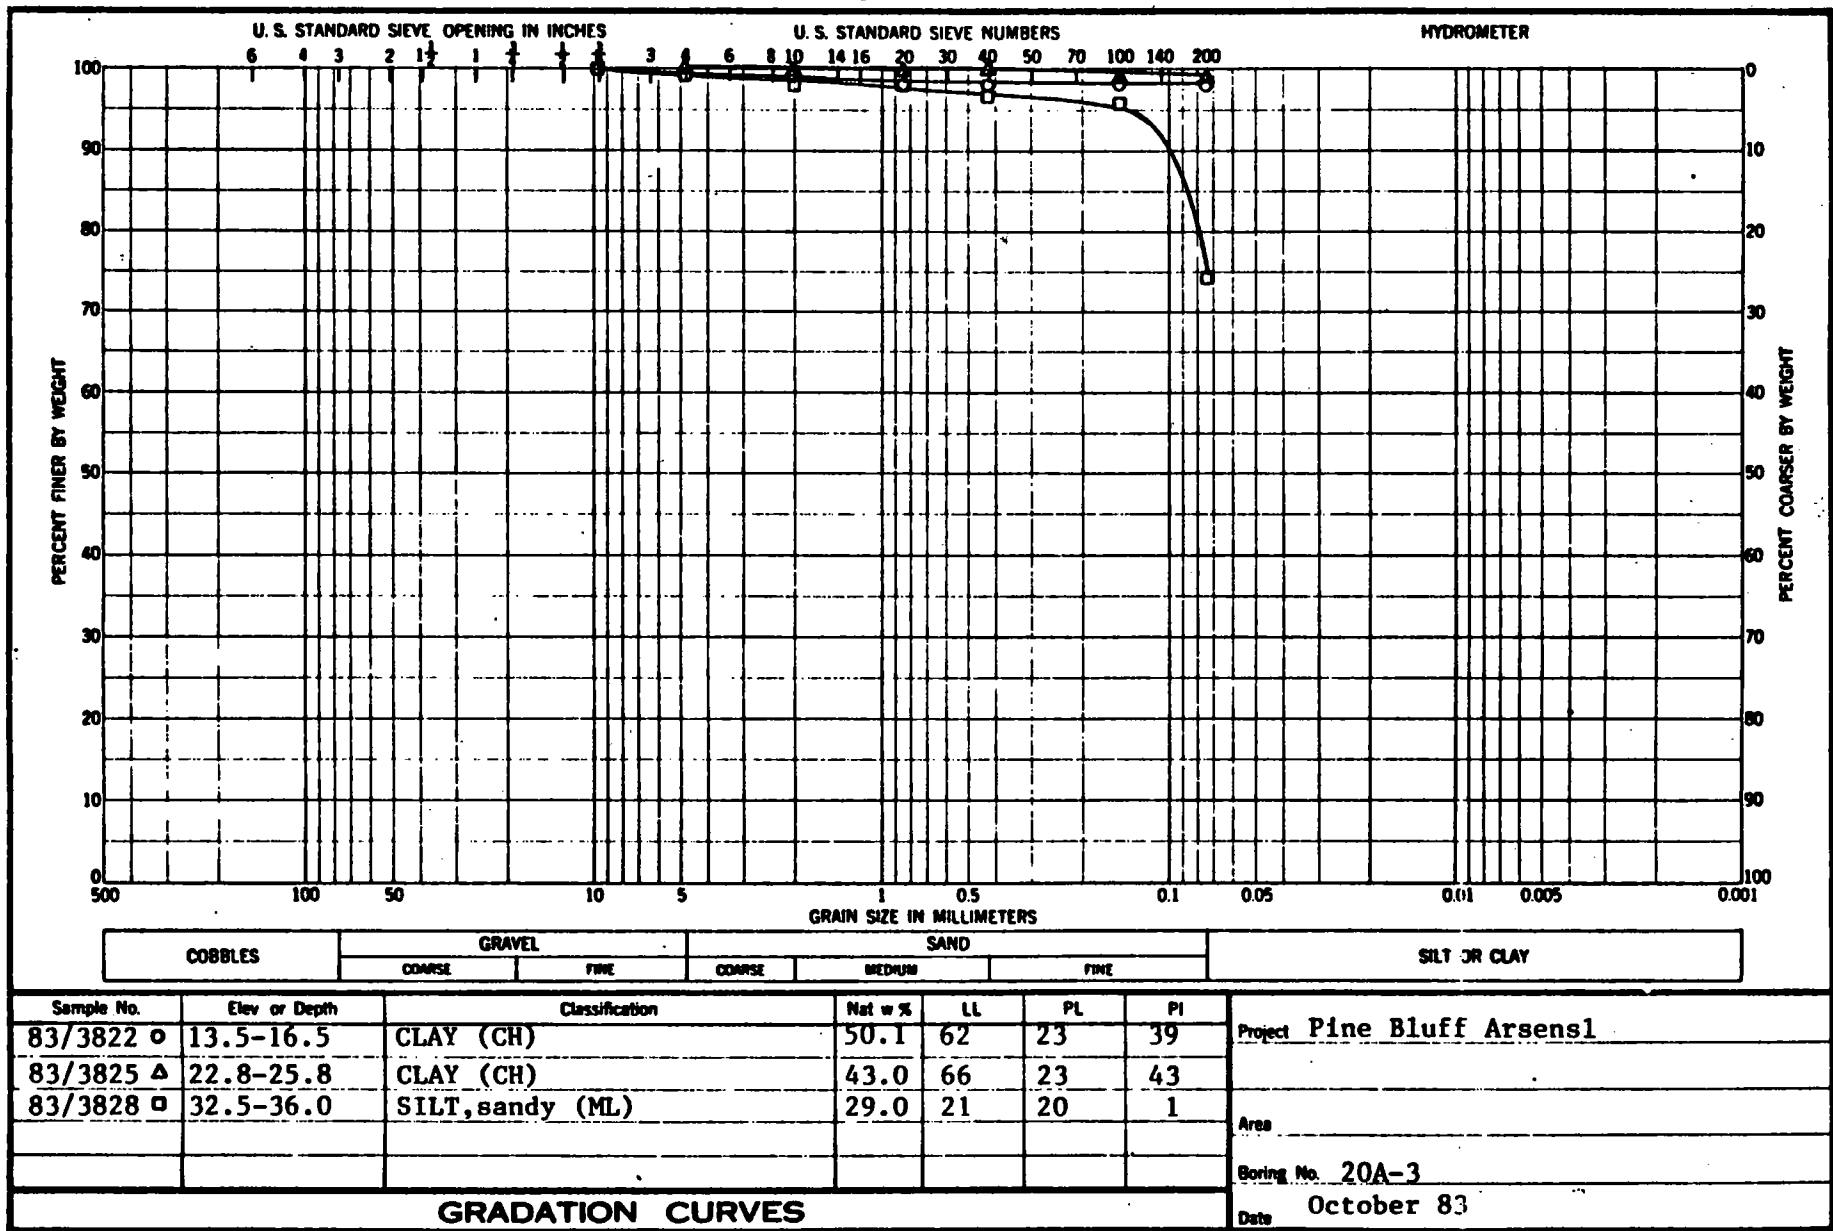 U. S. STANDARD SIEVE OPENING IN INCHES U. S. STANDARD SIEVE NUMBERS HYDROMETER
6 4 3 2 1½ 1 ¾ ½ 3 4 6 8 10 14 16 20 30 40 50 70 100 140 200
100 0
90 10
80 20
70 30
60 40
50 50
40 60
30 70
20 80
10 90
0 100
PERCENT FINER BY WEIGHT
PERCENT COARSER BY WEIGHT
500 100 50 10 5 1 0.5 0.1 0.05 0.01 0.005 0.001
GRAIN SIZE IN MILLIMETERS
COBBLES GRAVEL SAND SILT OR CLAY
COARSE FINE COARSE MEDIUM FINE
Sample No. Elev or Depth Classification Nat w % LL PL PI
83/3822 ○ 13.5-16.5 CLAY (CH) 50.1 62 23 39
83/3825 △ 22.8-25.8 CLAY (CH) 43.0 66 23 43
83/3828 □ 32.5-36.0 SILT,sandy (ML) 29.0 21 20 1
Project Pine Bluff Arsens1
Area
Boring No. 20A-3
Date October 83
GRADATION CURVES